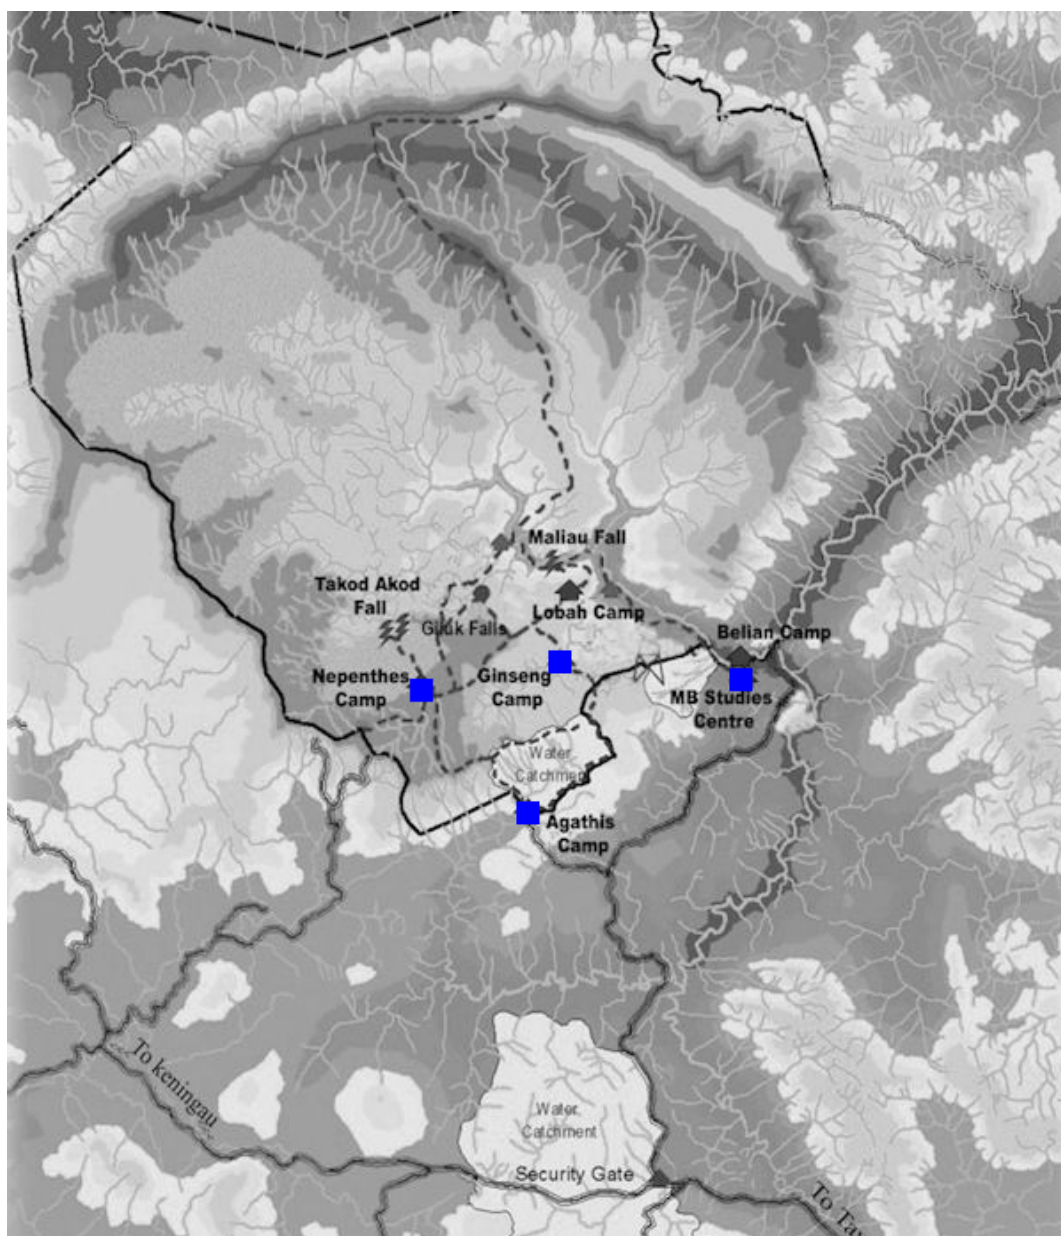 Maliau Fall
Takod Akod
Fall
Lobah Camp
Giluk Falls
Belian Camp
Nepenthes
Camp
Ginseng
Camp
MB Studies
Centre
Water
Catchment
Agathis
Camp
To keningau
Water
Catchment
Security Gate
To